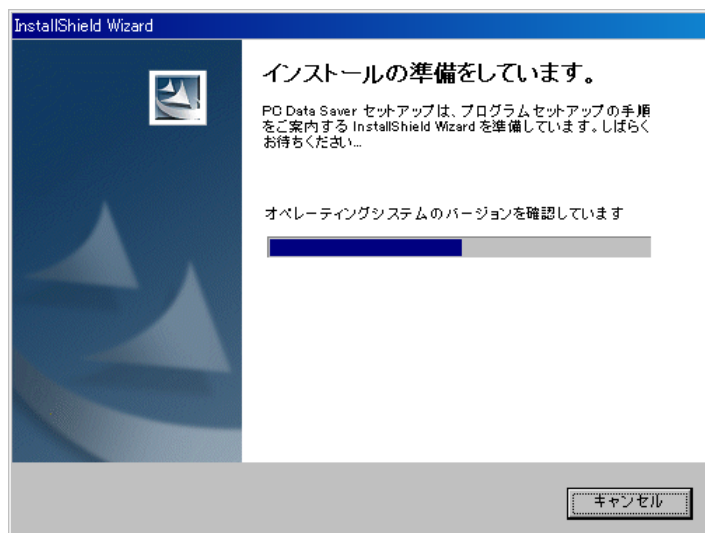 InstallShield Wizard
インストールの準備をしています。
PC Data Saver セットアップは、プログラムセットアップの手順
をご案内する InstallShield Wizard を準備しています。しばらく
お待ちください...
オペレーティングシステムのバージョンを確認しています
キャンセル